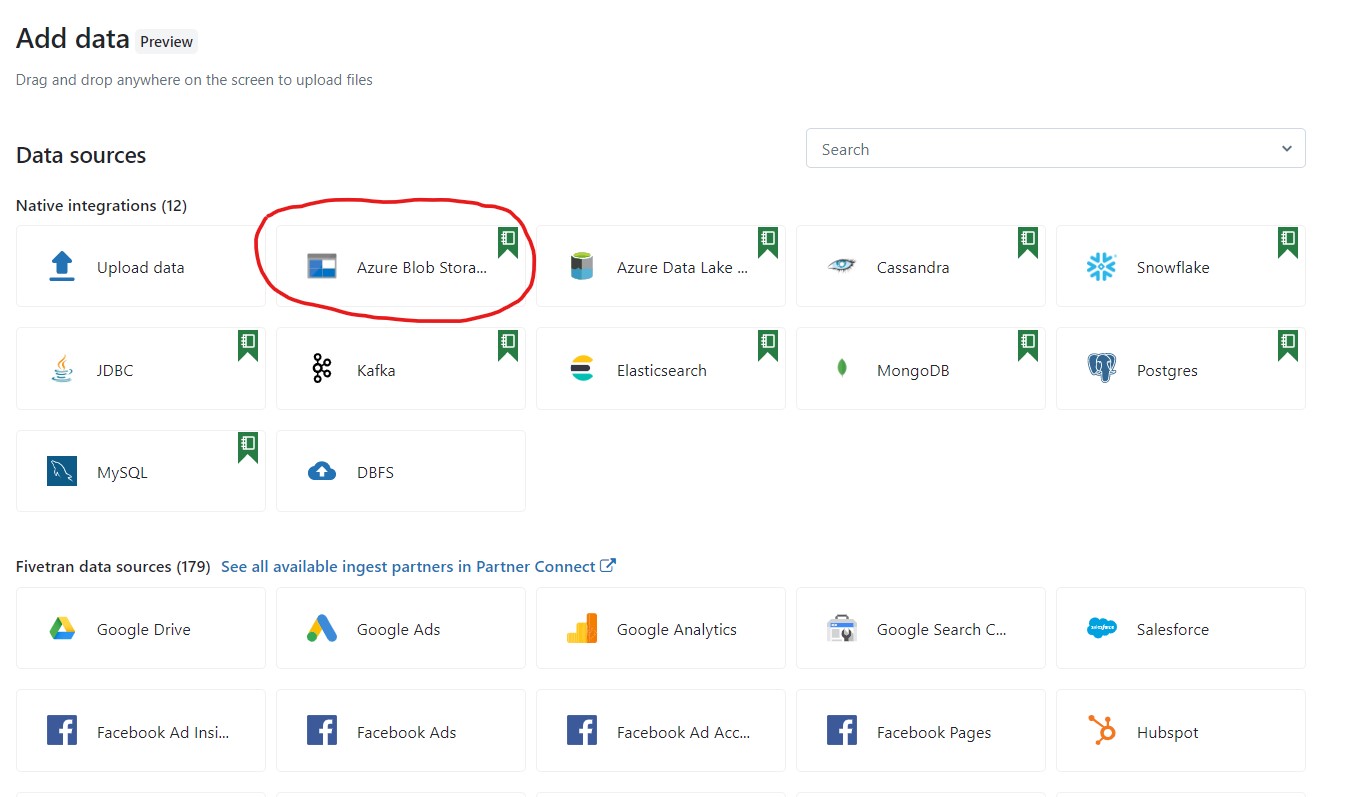 Add data Preview
Drag and drop anywhere on the screen to upload files
Data sources
Search
Native integrations (12)
Upload data
Azure Blob Stora...
Azure Data Lake ...
Cassandra
Snowflake
JDBC
Kafka
Elasticsearch
MongoDB
Postgres
MySQL
DBFS
Fivetran data sources (179) See all available ingest partners in Partner Connect
Google Drive
Google Ads
Google Analytics
Google Search C...
salesforce
Salesforce
Facebook Ad Insi...
Facebook Ads
Facebook Ad Acc...
Facebook Pages
Hubspot